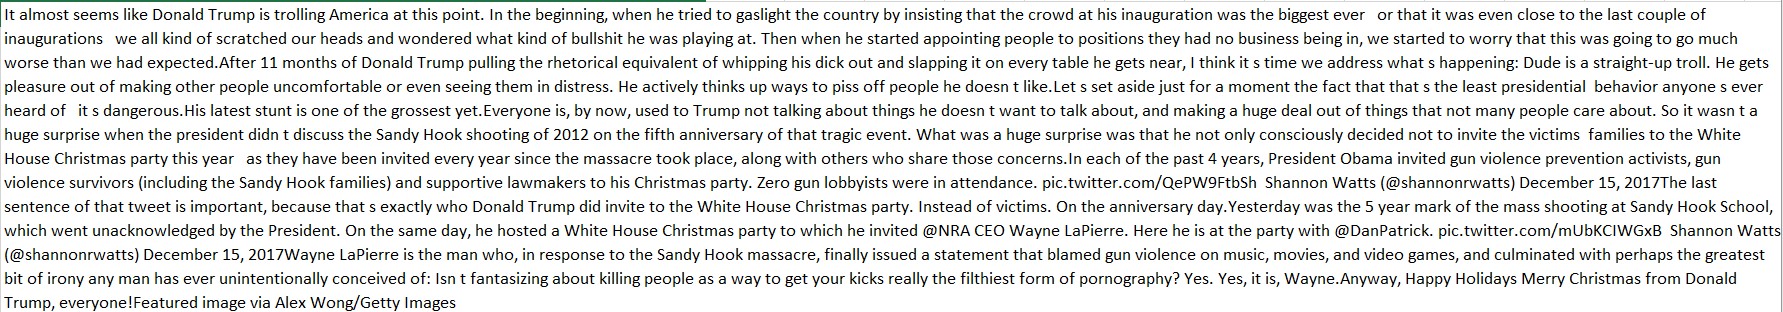 It almost seems like Donald Trump is trolling America at this point. In the beginning, when he tried to gaslight the country by insisting that the crowd at his inauguration was the biggest ever   or that it was even close to the last couple of
inaugurations   we all kind of scratched our heads and wondered what kind of bullshit he was playing at. Then when he started appointing people to positions they had no business being in, we started to worry that this was going to go much
worse than we had expected.After 11 months of Donald Trump pulling the rhetorical equivalent of whipping his dick out and slapping it on every table he gets near, I think it s time we address what s happening: Dude is a straight-up troll. He gets
pleasure out of making other people uncomfortable or even seeing them in distress. He actively thinks up ways to piss off people he doesn t like.Let s set aside just for a moment the fact that that s the least presidential  behavior anyone s ever
heard of   it s dangerous.His latest stunt is one of the grossest yet.Everyone is, by now, used to Trump not talking about things he doesn t want to talk about, and making a huge deal out of things that not many people care about. So it wasn t a
huge surprise when the president didn t discuss the Sandy Hook shooting of 2012 on the fifth anniversary of that tragic event. What was a huge surprise was that he not only consciously decided not to invite the victims  families to the White
House Christmas party this year   as they have been invited every year since the massacre took place, along with others who share those concerns.In each of the past 4 years, President Obama invited gun violence prevention activists, gun
violence survivors (including the Sandy Hook families) and supportive lawmakers to his Christmas party. Zero gun lobbyists were in attendance. pic.twitter.com/QePW9FtbSh  Shannon Watts (@shannonrwatts) December 15, 2017The last
sentence of that tweet is important, because that s exactly who Donald Trump did invite to the White House Christmas party. Instead of victims. On the anniversary day.Yesterday was the 5 year mark of the mass shooting at Sandy Hook School,
which went unacknowledged by the President. On the same day, he hosted a White House Christmas party to which he invited @NRA CEO Wayne LaPierre. Here he is at the party with @DanPatrick. pic.twitter.com/mUbKCIWGxB  Shannon Watts
(@shannonrwatts) December 15, 2017Wayne LaPierre is the man who, in response to the Sandy Hook massacre, finally issued a statement that blamed gun violence on music, movies, and video games, and culminated with perhaps the greatest
bit of irony any man has ever unintentionally conceived of: Isn t fantasizing about killing people as a way to get your kicks really the filthiest form of pornography? Yes. Yes, it is, Wayne.Anyway, Happy Holidays Merry Christmas from Donald
Trump, everyone!Featured image via Alex Wong/Getty Images